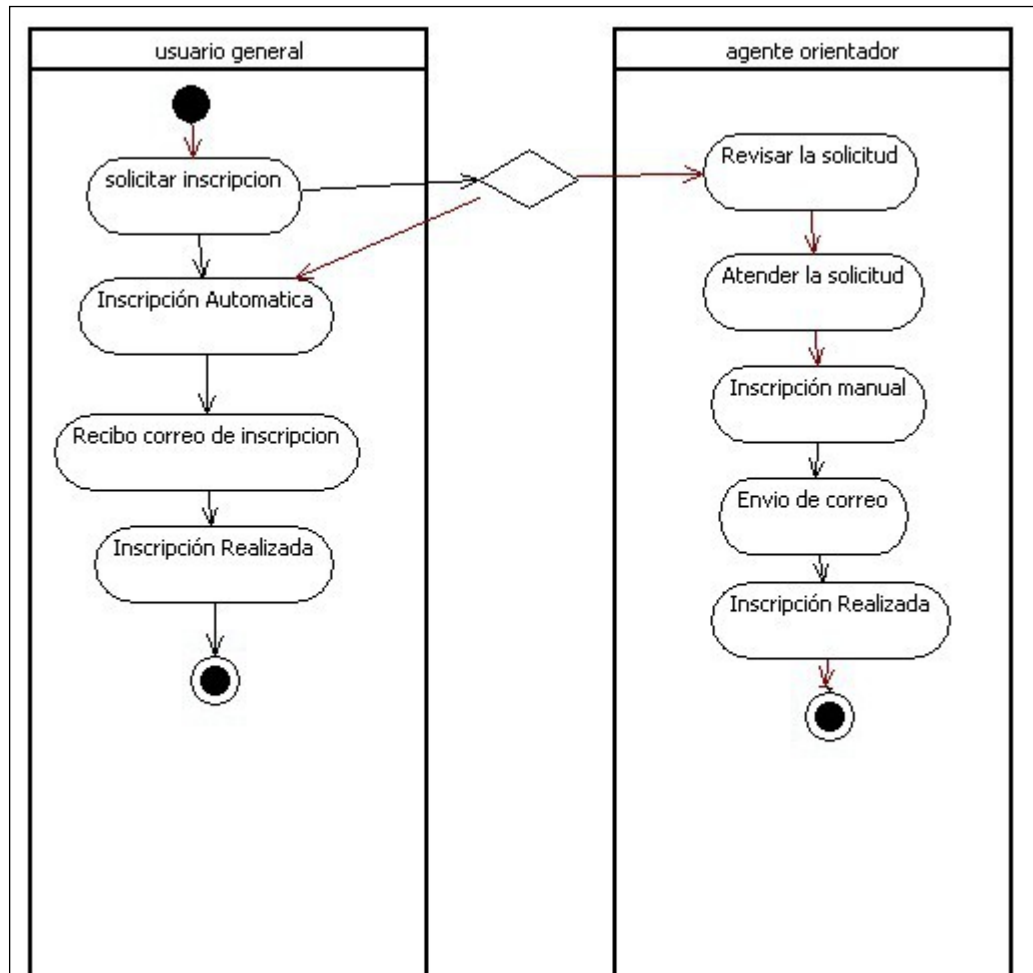 usuario general
agente orientador
solicitar inscripcion
Inscripción Automatica
Recibo correo de inscripcion
Inscripción Realizada
Revisar la solicitud
Atender la solicitud
Inscripción manual
Envio de correo
Inscripción Realizada